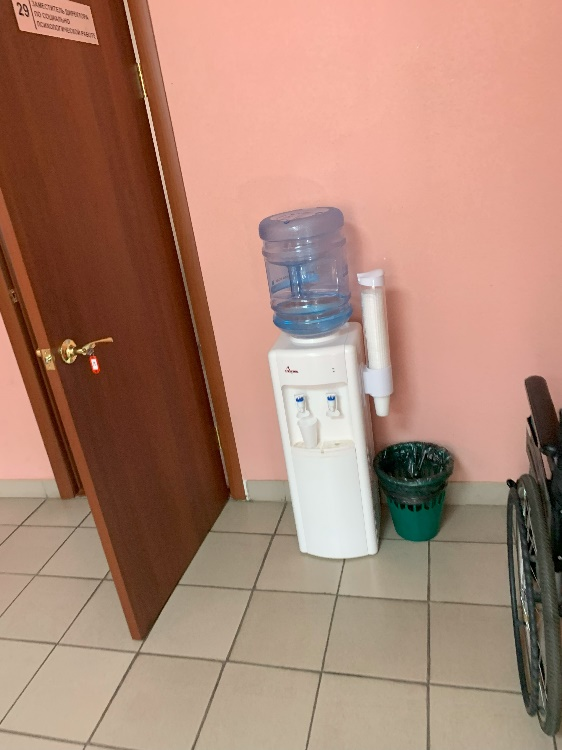 29
ЗАМЕСТИТЕЛЬ ДИРЕКТОРА
ПО СОЦИАЛЬНО
ПСИХОЛОГИЧЕСКОЙ РАБОТЕ